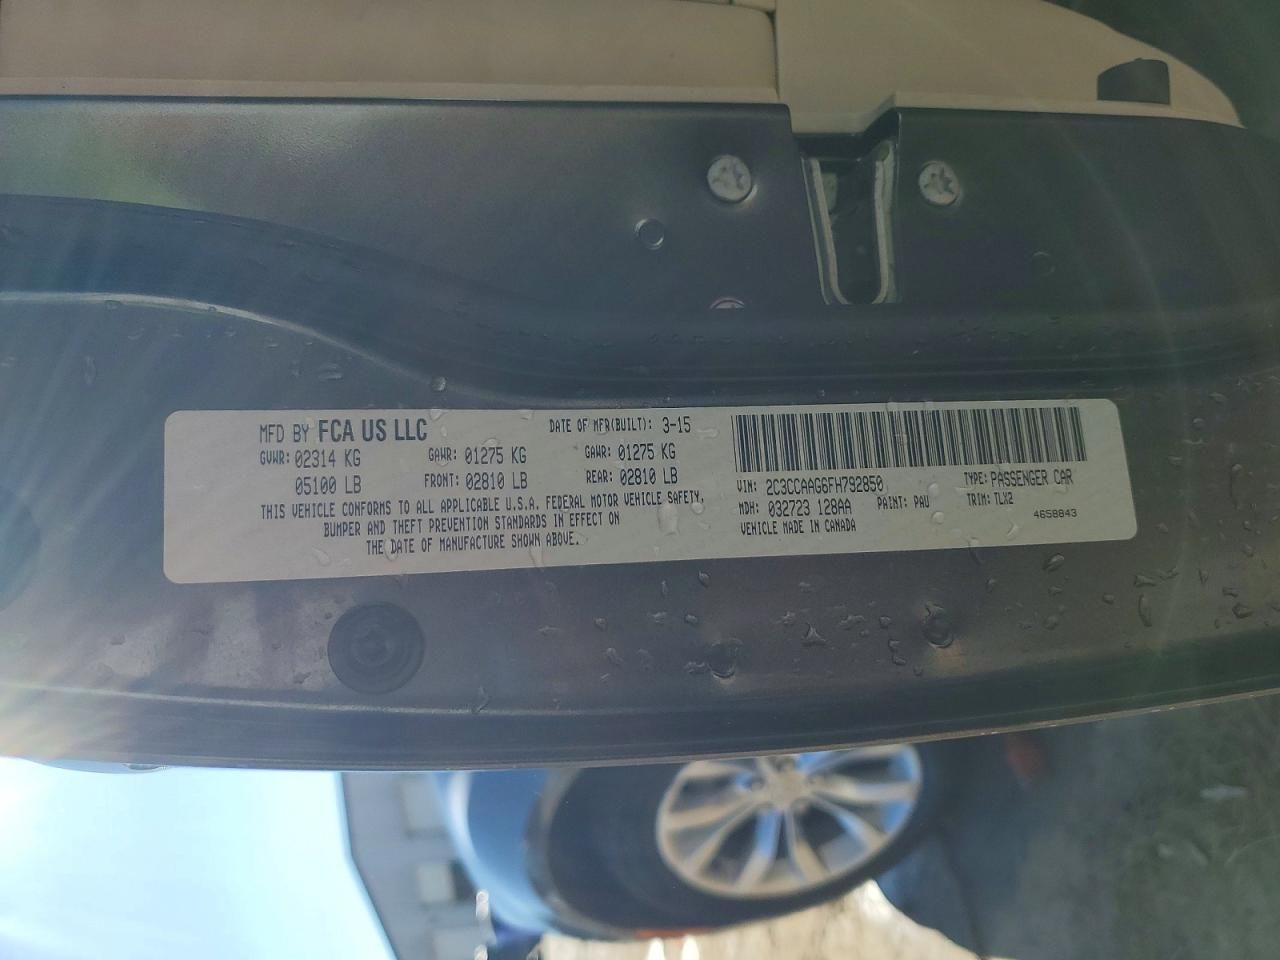 MFD BY FCA US LLC DATE OF MFR(BUILT): 3-15
GVWR: 02314 KG GAWR: 01275 KG GAWR: 01275 KG
05100 LB FRONT: 02810 LB REAR: 02810 LB
THIS VEHICLE CONFORMS TO ALL APPLICABLE U.S.A. FEDERAL MOTOR VEHICLE SAFETY,
BUMPER AND THEFT PREVENTION STANDARDS IN EFFECT ON
THE DATE OF MANUFACTURE SHOWN ABOVE.
VIN: 2C3CCAAG6FH792850 TYPE: PASSENGER CAR
MDH: 032723 128AA PAINT: PAU TRIM: TLX2
VEHICLE MADE IN CANADA 4658843